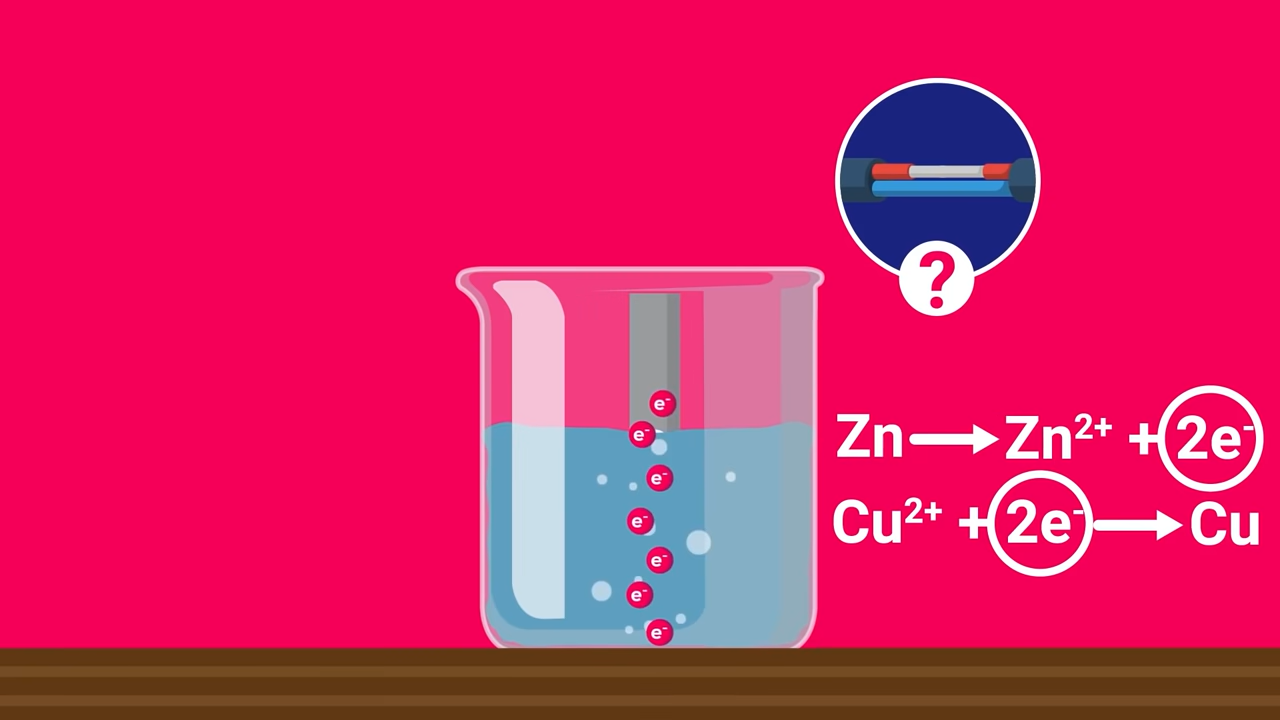 ?
Zn → Zn²⁺ + 2e⁻
Cu²⁺ + 2e⁻ → Cu
e⁻
e⁻
e⁻
e⁻
e⁻
e⁻
e⁻